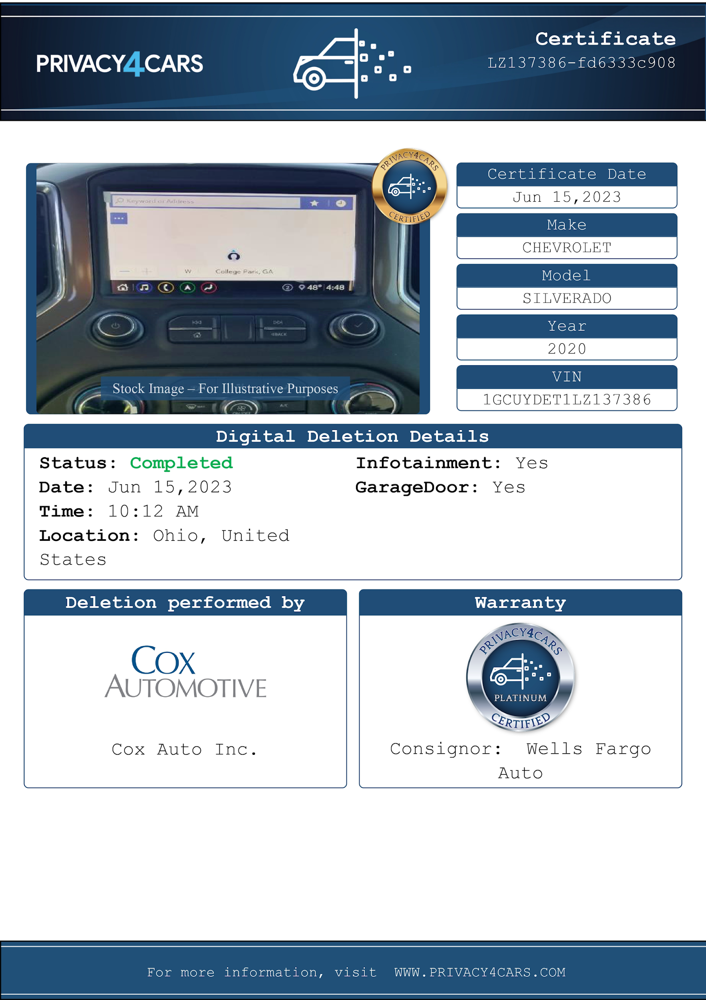 PRIVACY4CARS
Certificate
LZ137386-fd6333c908
PRIVACY4CARS
CERTIFIED
Keyword or Address
W College Park, GA
2 48° 4:48
BACK
Stock Image – For Illustrative Purposes
A/C
ON/OFF
Certificate Date
Jun 15,2023
Make
CHEVROLET
Model
SILVERADO
Year
2020
VIN
1GCUYDET1LZ137386
Digital Deletion Details
Status: Completed
Date: Jun 15,2023
Time: 10:12 AM
Location: Ohio, United
States
Infotainment: Yes
GarageDoor: Yes
Deletion performed by
COX
AUTOMOTIVE
Cox Auto Inc.
Warranty
PRIVACY4CARS
PLATINUM
CERTIFIED
Consignor:  Wells Fargo
Auto
For more information, visit  WWW.PRIVACY4CARS.COM